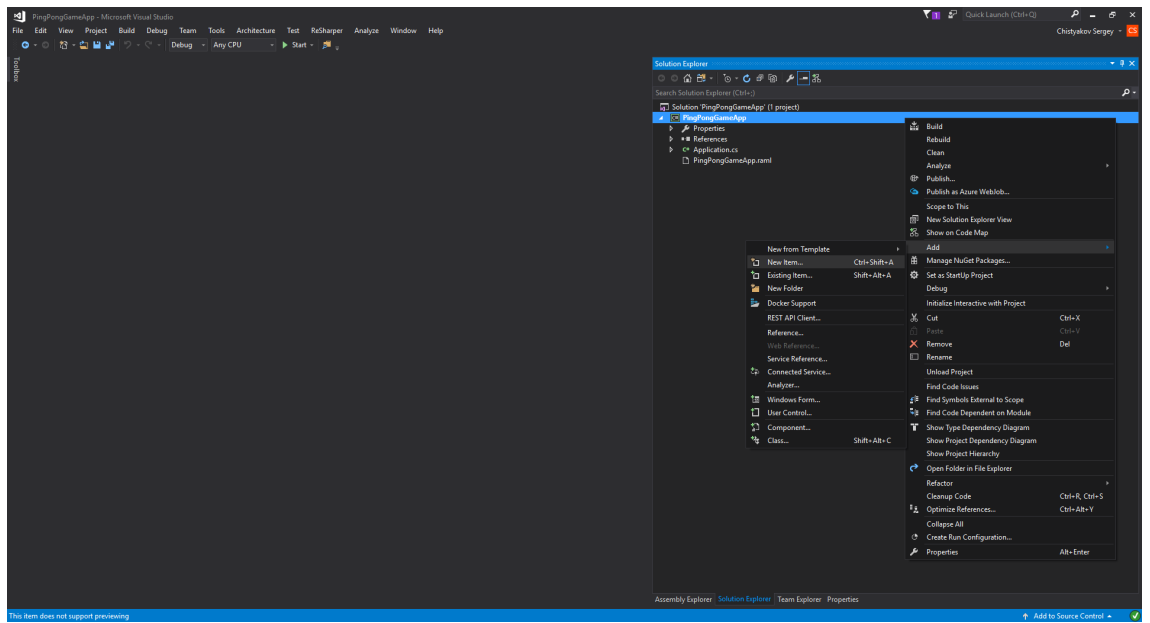 PingPongGameApp - Microsoft Visual Studio
1
Quick Launch (Ctrl+Q)
File Edit View Project Build Debug Team Tools Architecture Test ReSharper Analyze Window Help
Chistyakov Sergey
CS
Debug Any CPU Start
Toolbox
Solution Explorer
Search Solution Explorer (Ctrl+;)
Solution 'PingPongGameApp' (1 project)
PingPongGameApp
Properties
References
C# Application.cs
PingPongGameApp.raml
Build
Rebuild
Clean
Analyze
Publish...
Publish as Azure WebJob...
Scope to This
New Solution Explorer View
Show on Code Map
Add
Manage NuGet Packages...
Set as StartUp Project
Debug
Initialize Interactive with Project
Cut Ctrl+X
Paste Ctrl+V
Remove Del
Rename
Unload Project
Find Code Issues
Find Symbols External to Scope
Find Code Dependent on Module
Show Type Dependency Diagram
Show Project Dependency Diagram
Show Project Hierarchy
Open Folder in File Explorer
Refactor
Cleanup Code Ctrl+R, Ctrl+S
Optimize References... Ctrl+Alt+Y
Collapse All
Create Run Configuration...
Properties Alt+Enter
New from Template
New Item... Ctrl+Shift+A
Existing Item... Shift+Alt+A
New Folder
Docker Support
REST API Client...
Reference...
Web Reference...
Service Reference...
Connected Service...
Analyzer...
Windows Form...
User Control...
Component...
Class... Shift+Alt+C
Assembly Explorer Solution Explorer Team Explorer Properties
This item does not support previewing
Add to Source Control